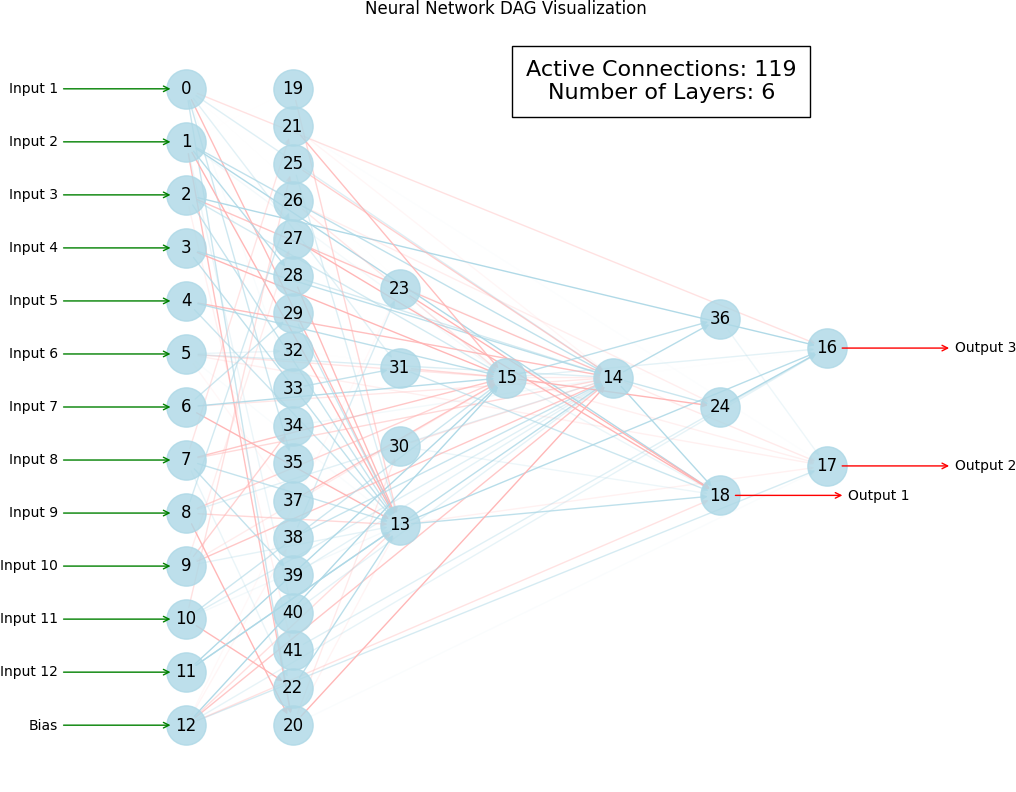 Neural Network DAG Visualization
Active Connections: 119
Number of Layers: 6
Input 1 0 19
21
Input 2 1
25
Input 3 2 26
27
Input 4 3
28
23
Input 5 4
29
36
Input 6 5 32
16 Output 3
31
15 14
33
Input 7 6 24
34
30
Input 8 7 35
17 Output 2
18 Output 1
37
Input 9 8
13
38
Input 10 9
39
40
Input 11 10
41
Input 12 11
22
Bias 12 20